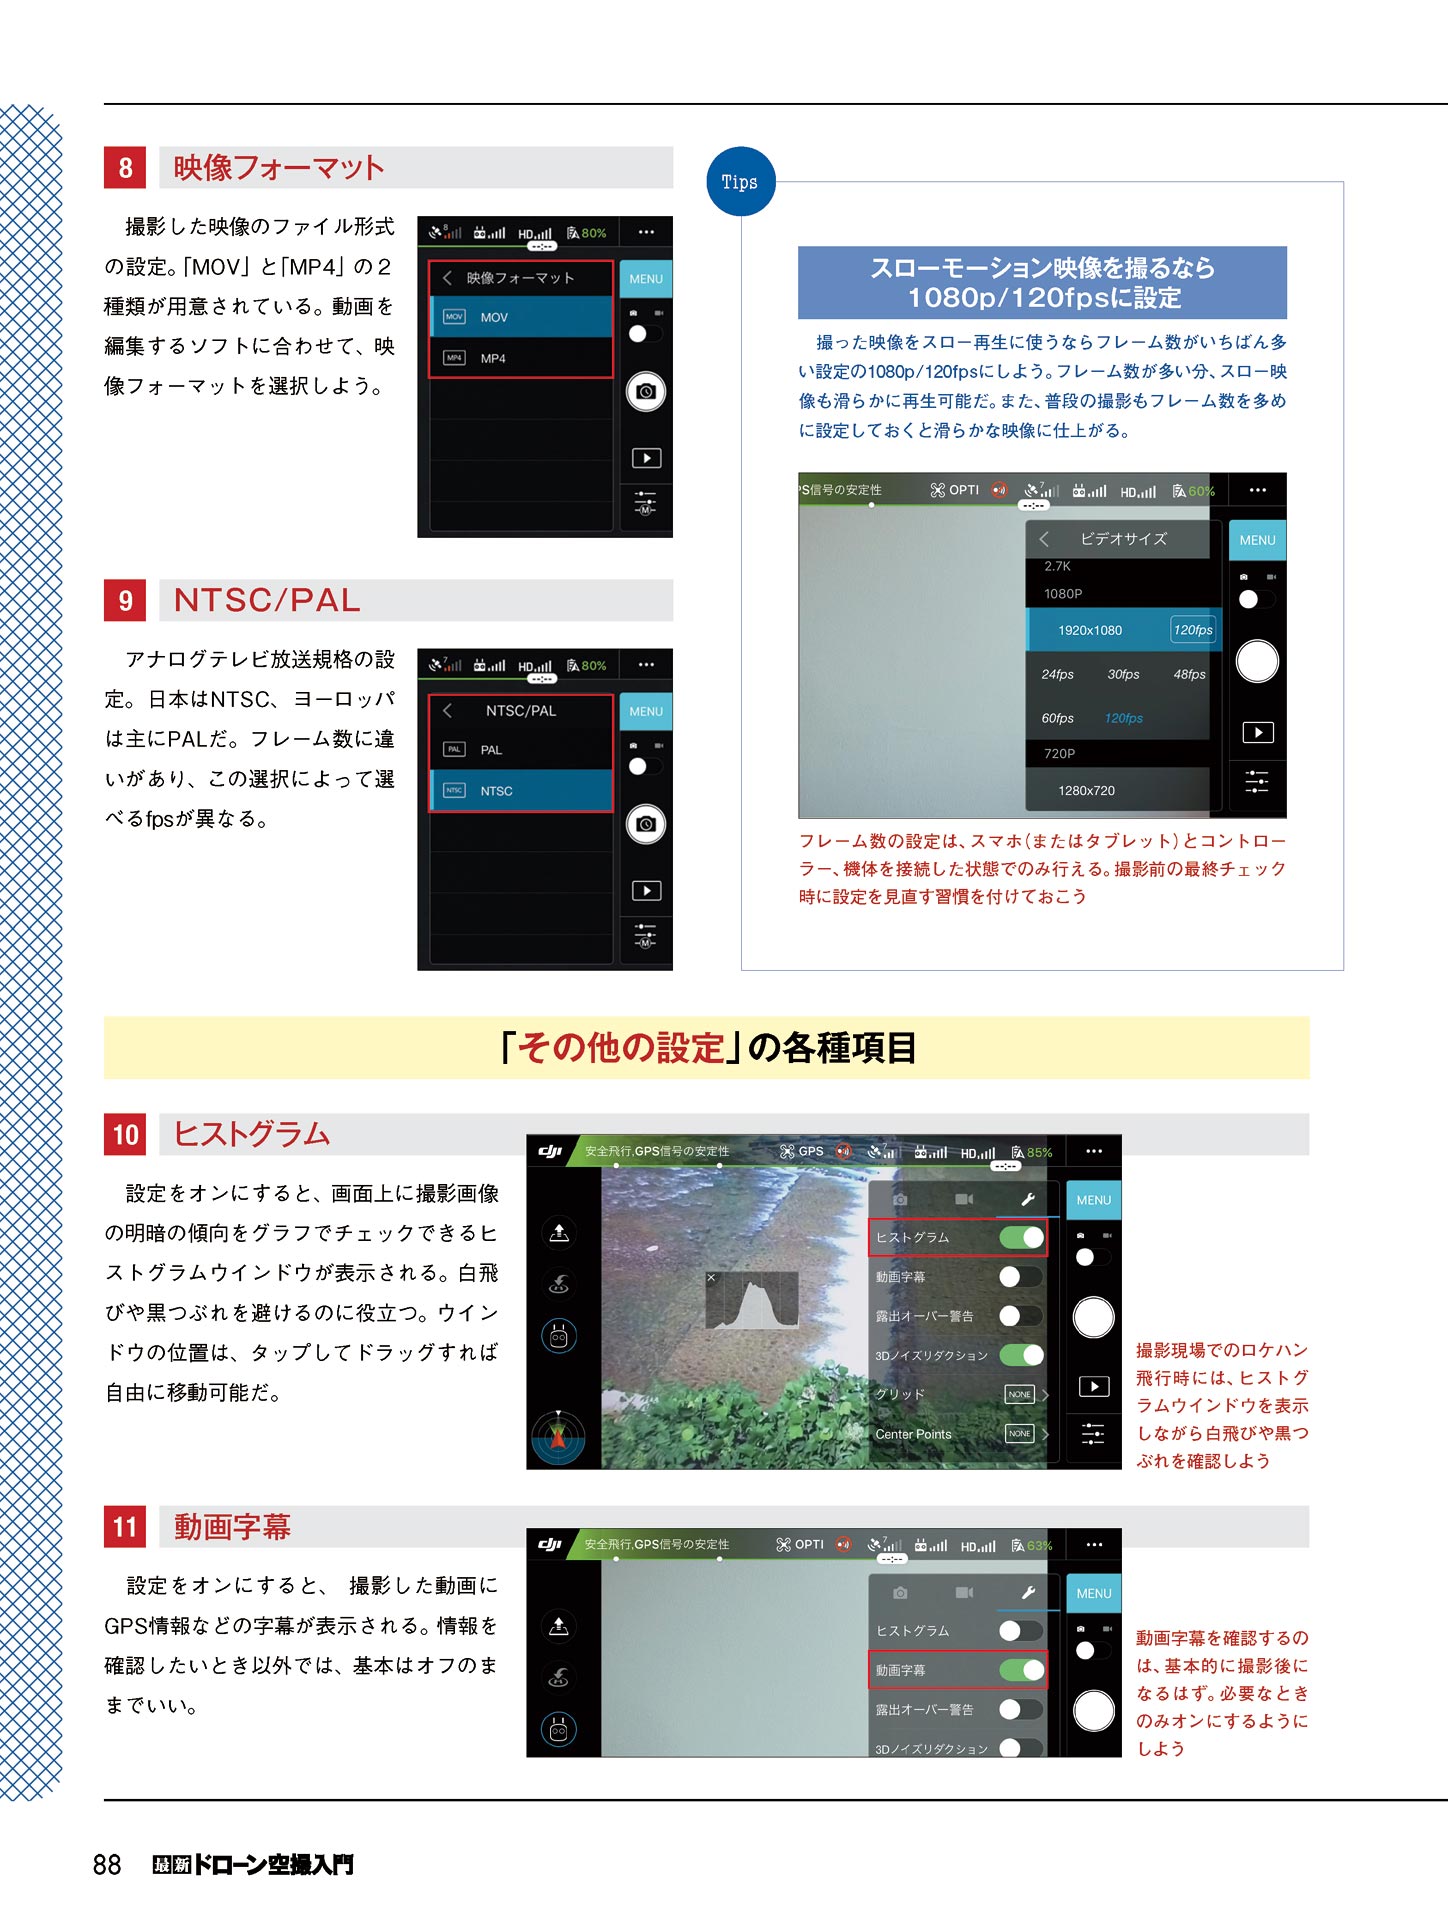 8 映像フォーマット
撮影した映像のファイル形式
の設定。「MOV」と「MP4」の２
種類が用意されている。動画を
編集するソフトに合わせて、映
像フォーマットを選択しよう。
8 HD 80% •••
映像フォーマット
MENU
MOV MOV
MP4 MP4
M
9 NTSC/PAL
アナログテレビ放送規格の設
定。日本はNTSC、ヨーロッパ
は主にPALだ。フレーム数に違
いがあり、この選択によって選
べるfpsが異なる。
7 HD 80% •••
NTSC/PAL
MENU
PAL PAL
NTSC NTSC
M
Tips
スローモーション映像を撮るなら
1080p/120fpsに設定
撮った映像をスロー再生に使うならフレーム数がいちばん多
い設定の1080p/120fpsにしよう。フレーム数が多い分、スロー映
像も滑らかに再生可能だ。また、普段の撮影もフレーム数を多め
に設定しておくと滑らかな映像に仕上がる。
PS信号の安定性 OPTI 7 HD 60% •••
ビデオサイズ
MENU
2.7K
1080P
1920x1080 120fps
24fps 30fps 48fps
60fps 120fps
720P
1280x720
フレーム数の設定は、スマホ（またはタブレット）とコントロー
ラー、機体を接続した状態でのみ行える。撮影前の最終チェック
時に設定を見直す習慣を付けておこう
「その他の設定」の各種項目
10 ヒストグラム
設定をオンにすると、画面上に撮影画像
の明暗の傾向をグラフでチェックできるヒ
ストグラムウインドウが表示される。白飛
びや黒つぶれを避けるのに役立つ。ウイン
ドウの位置は、タップしてドラッグすれば
自由に移動可能だ。
dji 安全飛行,GPS信号の安定性 GPS 7 HD 85% •••
MENU
ヒストグラム
動画字幕
露出オーバー警告
3Dノイズリダクション
グリッド NONE
Center Points NONE
撮影現場でのロケハン
飛行時には、ヒストグ
ラムウインドウを表示
しながら白飛びや黒つ
ぶれを確認しよう
11 動画字幕
設定をオンにすると、 撮影した動画に
GPS情報などの字幕が表示される。情報を
確認したいとき以外では、基本はオフのま
までいい。
dji 安全飛行,GPS信号の安定性 OPTI 7 HD 63% •••
MENU
ヒストグラム
動画字幕
露出オーバー警告
3Dノイズリダクション
動画字幕を確認するの
は、基本的に撮影後に
なるはず。必要なとき
のみオンにするように
しよう
88 最新ドローン空撮入門